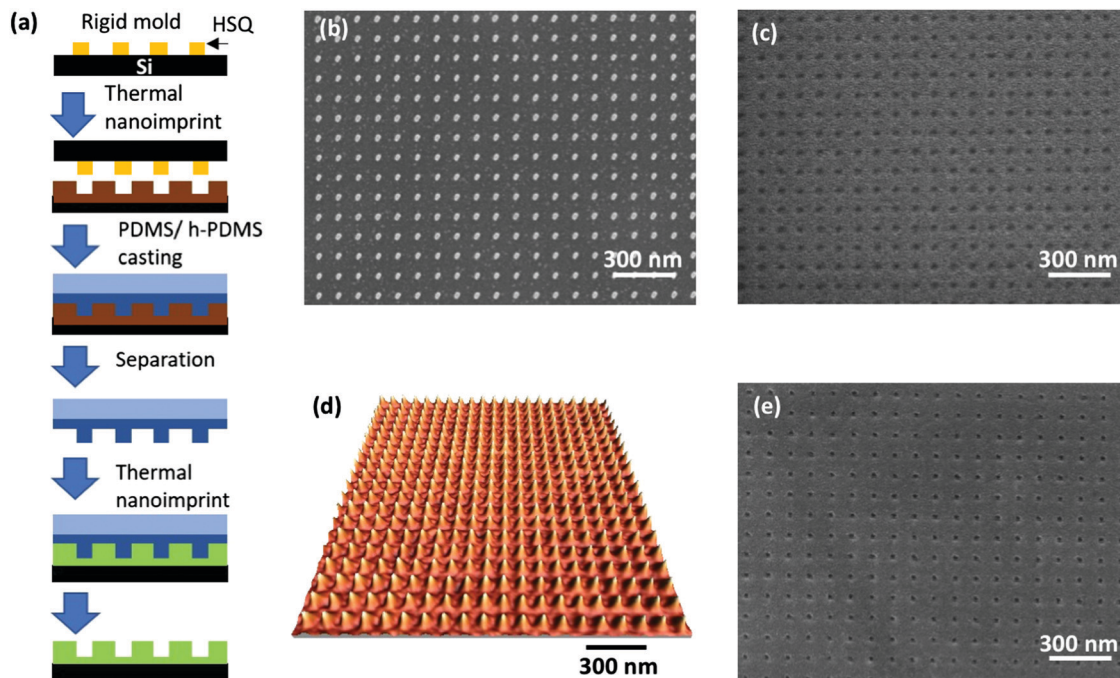 (a)
Rigid mold
HSQ
Si
Thermal
nanoimprint
PDMS/ h-PDMS
casting
Separation
Thermal
nanoimprint
(b)
300 nm
(c)
300 nm
(d)
300 nm
(e)
300 nm